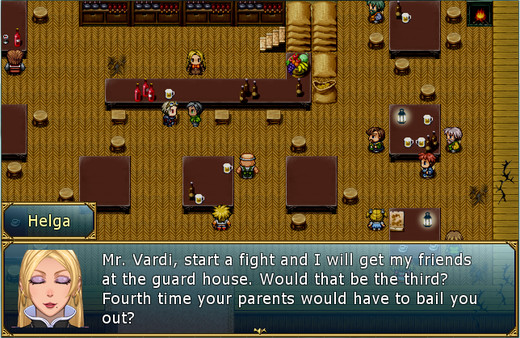 Helga
Mr. Vardi, start a fight and I will get my friends
at the guard house. Would that be the third?
Fourth time your parents would have to bail you
out?